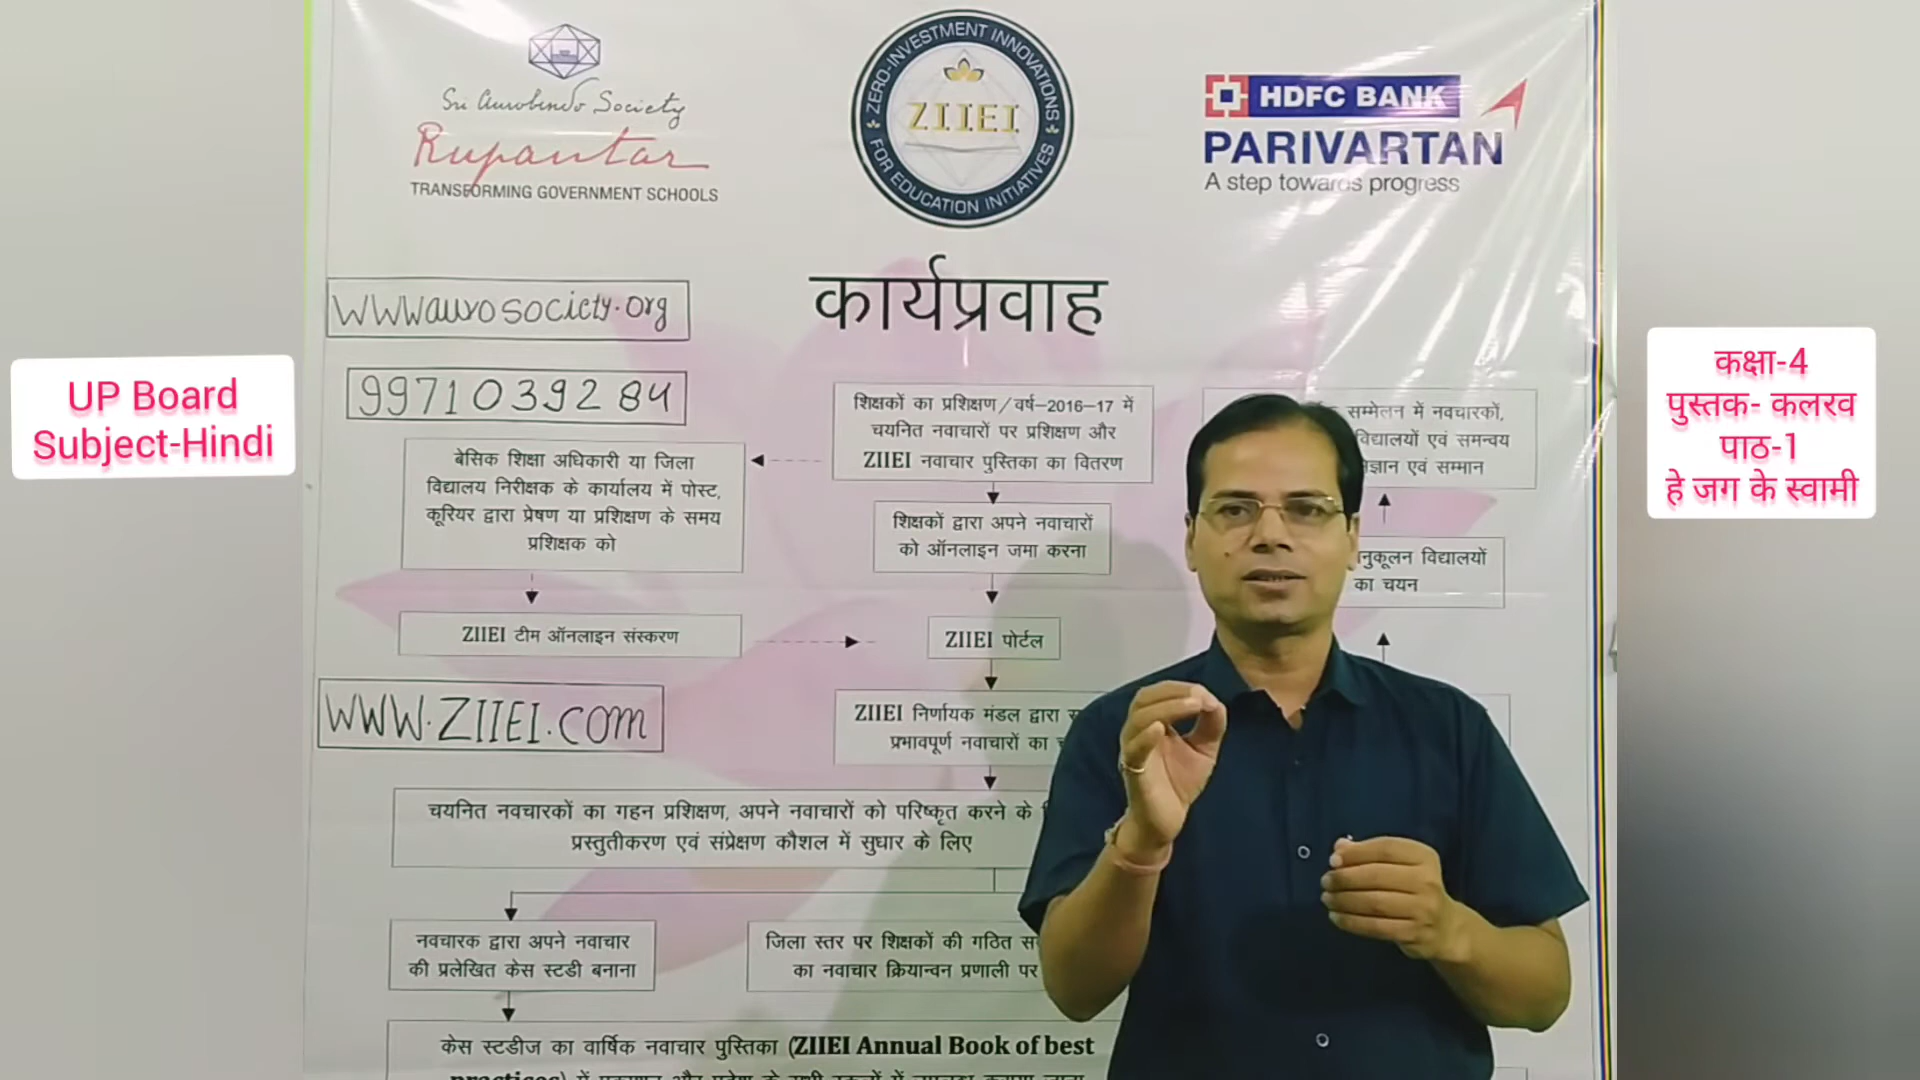 Sri Aurobindo Society
Rupantar
TRANSFORMING GOVERNMENT SCHOOLS
ZERO-INVESTMENT INNOVATIONS
ZIIEI
FOR EDUCATION INITIATIVES
HDFC BANK
PARIVARTAN
A step towards progress
कार्यप्रवाह
WWWaurosociety.org
9971039284
UP Board
Subject-Hindi
कक्षा-4
पुस्तक- कलरव
पाठ-1
हे जग के स्वामी
शिक्षकों का प्रशिक्षण/वर्ष–2016–17 में
चयनित नवाचारों पर प्रशिक्षण और
ZIIEI नवाचार पुस्तिका का वितरण
सम्मेलन में नवचारकों,
विद्यालयों एवं समन्वय
एवं सम्मान
बेसिक शिक्षा अधिकारी या जिला
विद्यालय निरीक्षक के कार्यालय में पोस्ट,
कूरियर द्वारा प्रेषण या प्रशिक्षण के समय
प्रशिक्षक को
शिक्षकों द्वारा अपने नवाचारों
को ऑनलाइन जमा करना
विद्यालयों
का चयन
ZIIEI टीम ऑनलाइन संस्करण
ZIIEI पोर्टल
WWW.ZIIEI.com
ZIIEI निर्णायक मंडल द्वारा
प्रभावपूर्ण नवाचारों का
चयनित नवचारकों का गहन प्रशिक्षण, अपने नवाचारों को परिष्कृत करने के
प्रस्तुतीकरण एवं संप्रेक्षण कौशल में सुधार के लिए
नवचारक द्वारा अपने नवाचार
की प्रलेखित केस स्टडी बनाना
जिला स्तर पर शिक्षकों की गठित
का नवाचार क्रियान्वन प्रणाली पर
केस स्टडीज का वार्षिक नवाचार पुस्तिका (ZIIEI Annual Book of best